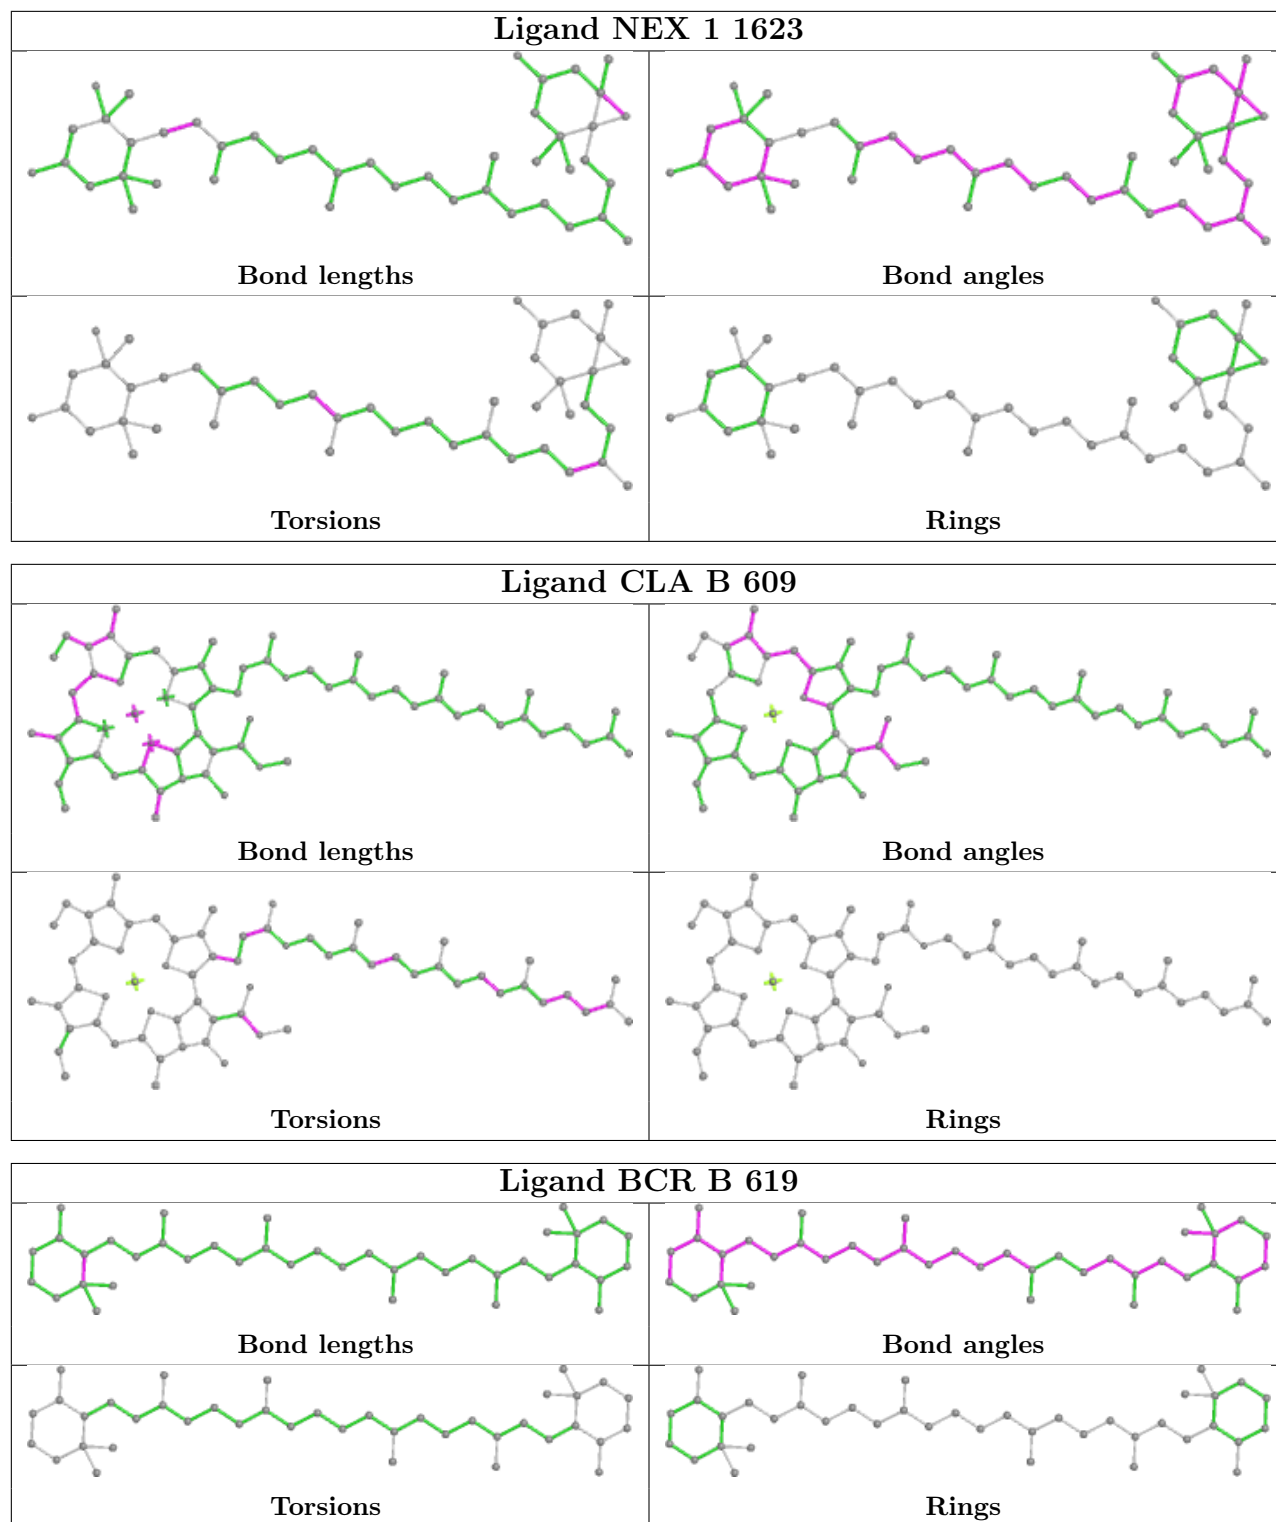 Ligand NEX 1 1623
Bond lengths
Bond angles
Torsions
Rings
Ligand CLA B 609
Bond lengths
Bond angles
Torsions
Rings
Ligand BCR B 619
Bond lengths
Bond angles
Torsions
Rings